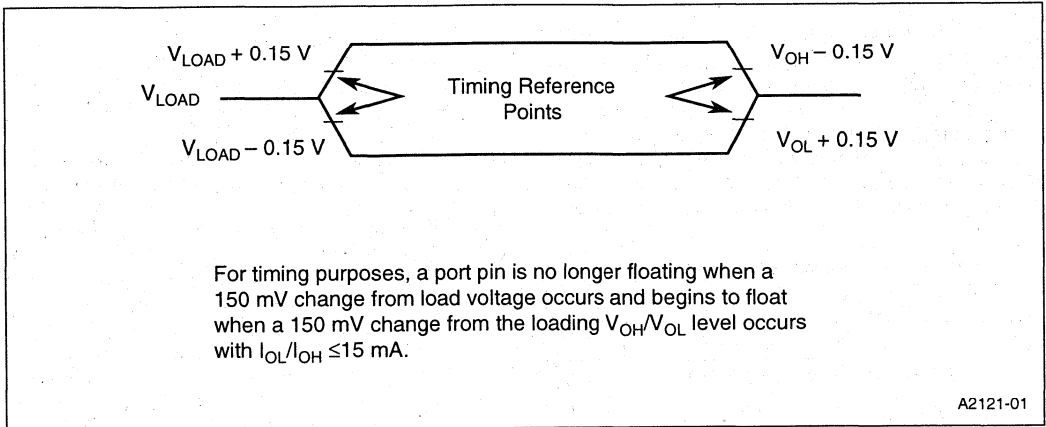 V_LOAD + 0.15 V
V_OH – 0.15 V
V_LOAD
Timing Reference
Points
V_LOAD – 0.15 V
V_OL + 0.15 V
For timing purposes, a port pin is no longer floating when a
150 mV change from load voltage occurs and begins to float
when a 150 mV change from the loading V_OH/V_OL level occurs
with I_OL/I_OH ≤15 mA.
A2121-01